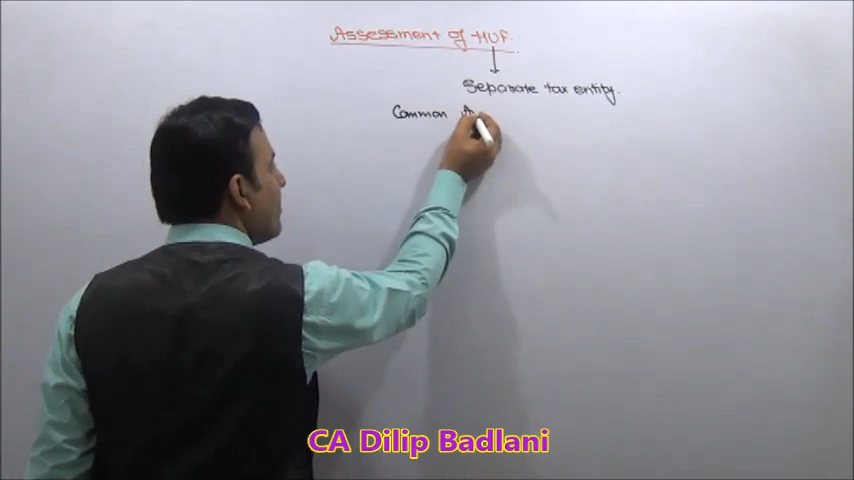 Assessment of HUF.
Separate tax entity.
Common
CA Dilip Badlani